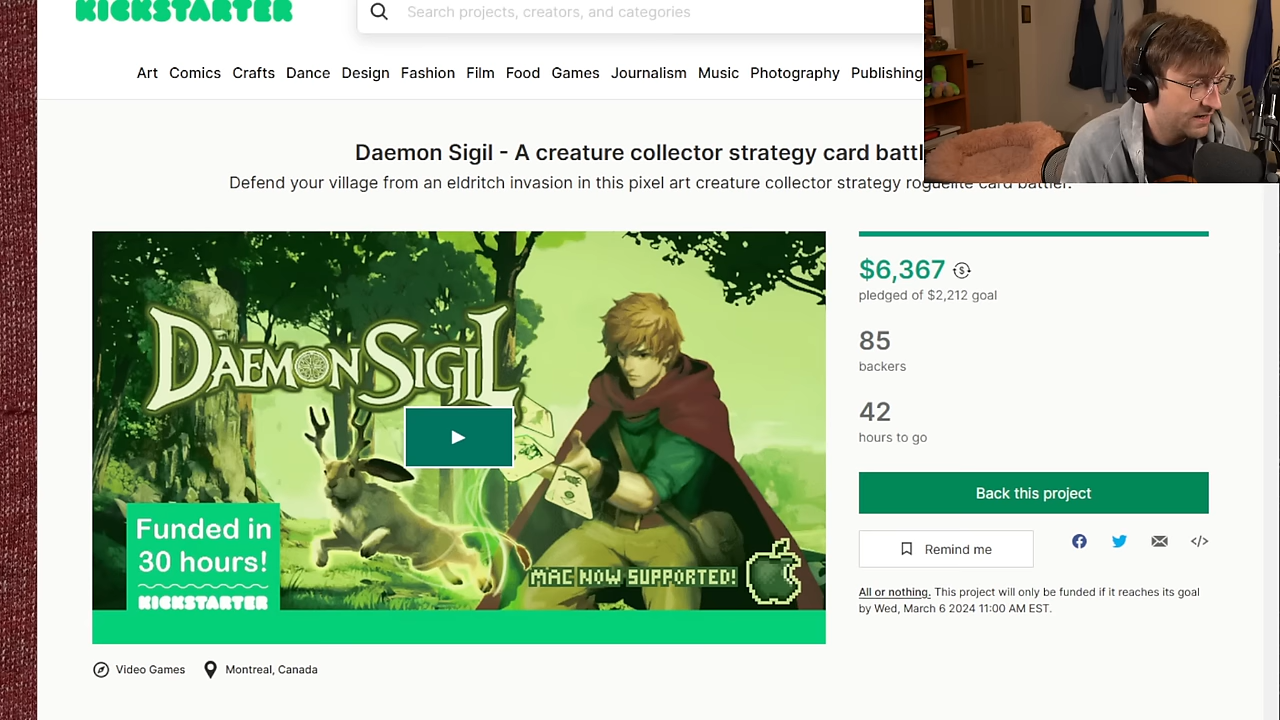 KICKSTARTER
Search projects, creators, and categories
Art Comics Crafts Dance Design Fashion Film Food Games Journalism Music Photography Publishing
Daemon Sigil - A creature collector strategy card battl
Defend your village from an eldritch invasion in this pixel art creature collector strategy roguelite card battler.
DAEMON SIGIL
Funded in
30 hours!
KICKSTARTER
MAC NOW SUPPORTED!
$6,367
pledged of $2,212 goal
85
backers
42
hours to go
Back this project
Remind me
All or nothing. This project will only be funded if it reaches its goal
by Wed, March 6 2024 11:00 AM EST.
Video Games Montreal, Canada